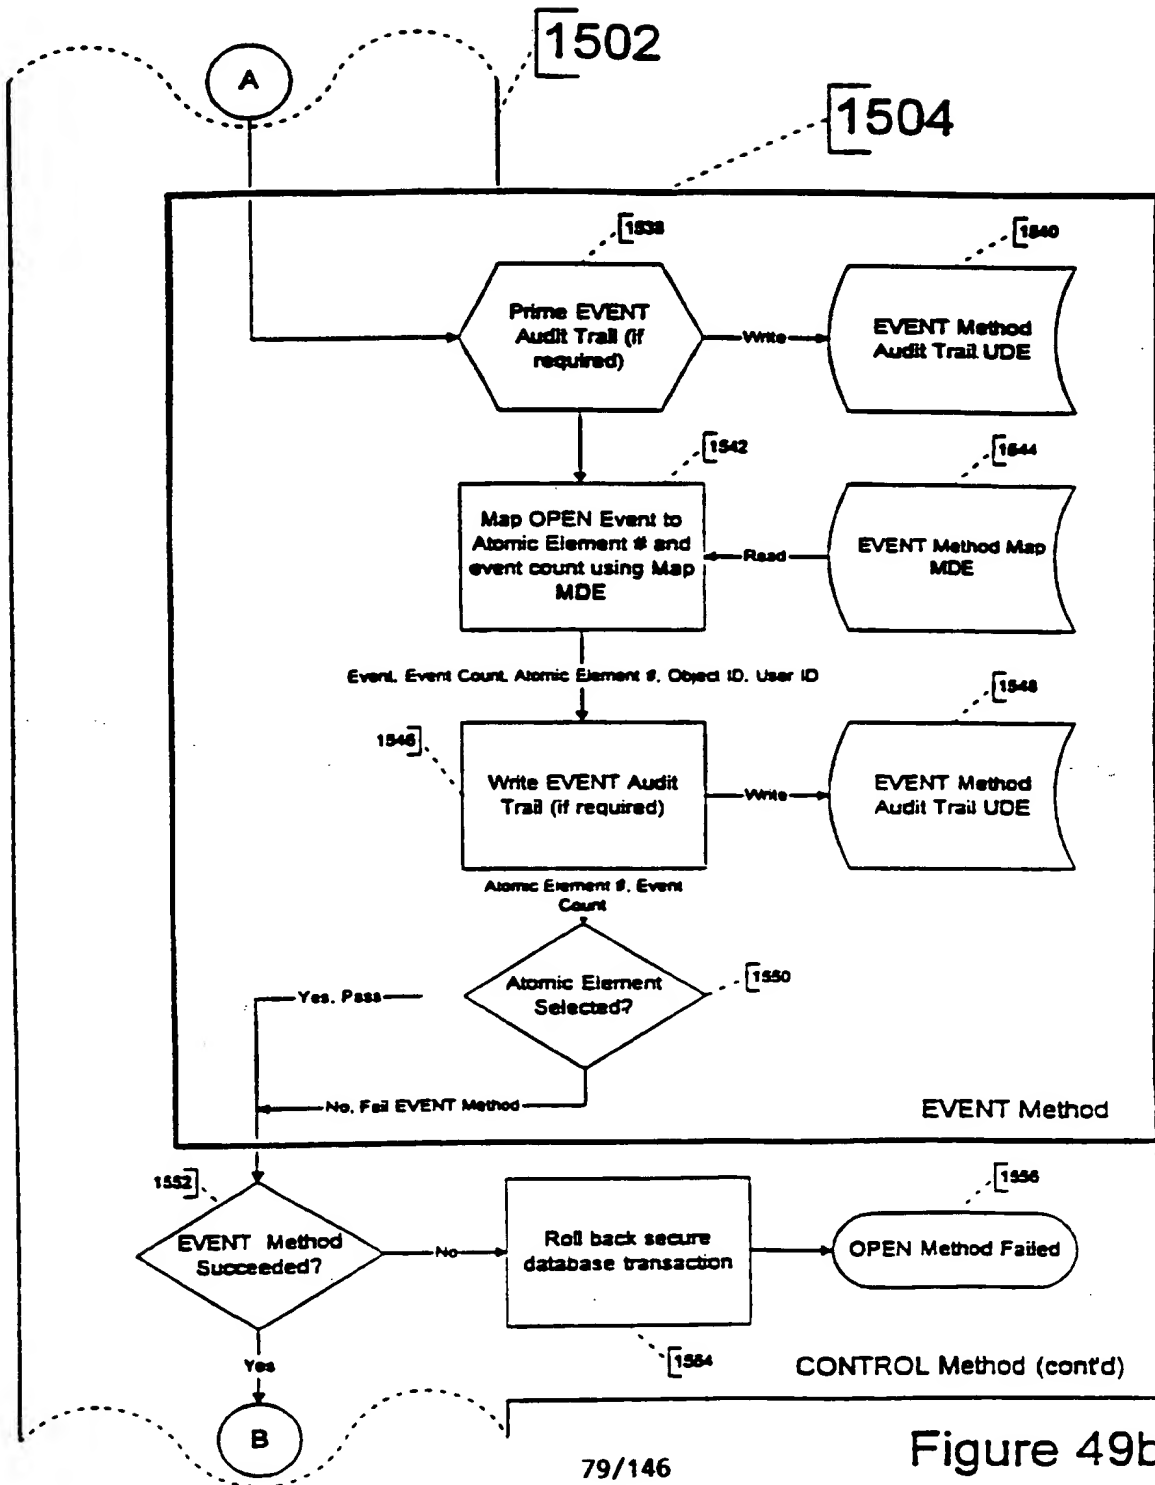 1502
A
1504
1538
1540
Prime EVENT
Audit Trail (if
required)
Write
EVENT Method
Audit Trail UDE
1542
1544
Map OPEN Event to
Atomic Element # and
event count using Map
MDE
Read
EVENT Method Map
MDE
Event, Event Count, Atomic Element #, Object ID, User ID
1546
1548
Write EVENT Audit
Trail (if required)
Write
EVENT Method
Audit Trail UDE
Atomic Element #, Event
Count
Atomic Element
Selected?
1550
Yes, Pass
No, Fail EVENT Method
EVENT Method
1552
1556
EVENT Method
Succeeded?
No
Roll back secure
database transaction
OPEN Method Failed
Yes
1554
CONTROL Method (cont'd)
B
Figure 49b
79/146